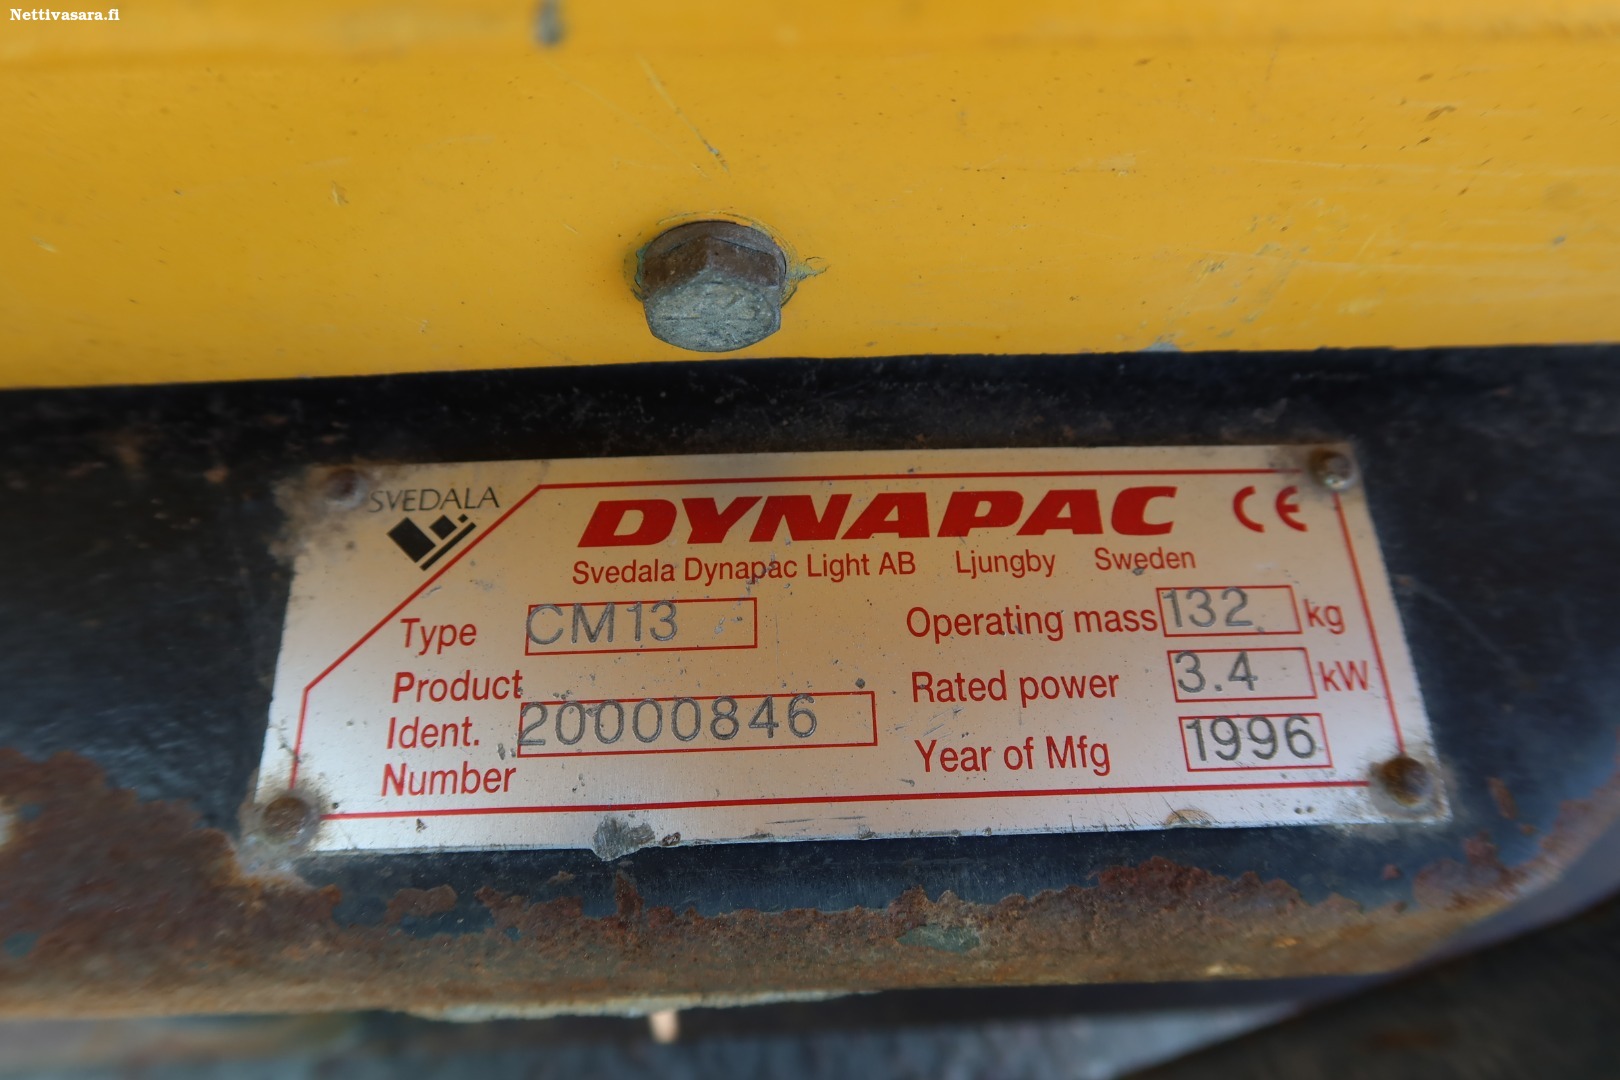 Nettivasara.fi
SVEDALA
DYNAPAC CE
Svedala Dynapac Light AB Ljungby Sweden
Type CM13
Operating mass 132 kg
Product
Ident. 20000846
Number
Rated power 3.4 kW
Year of Mfg 1996